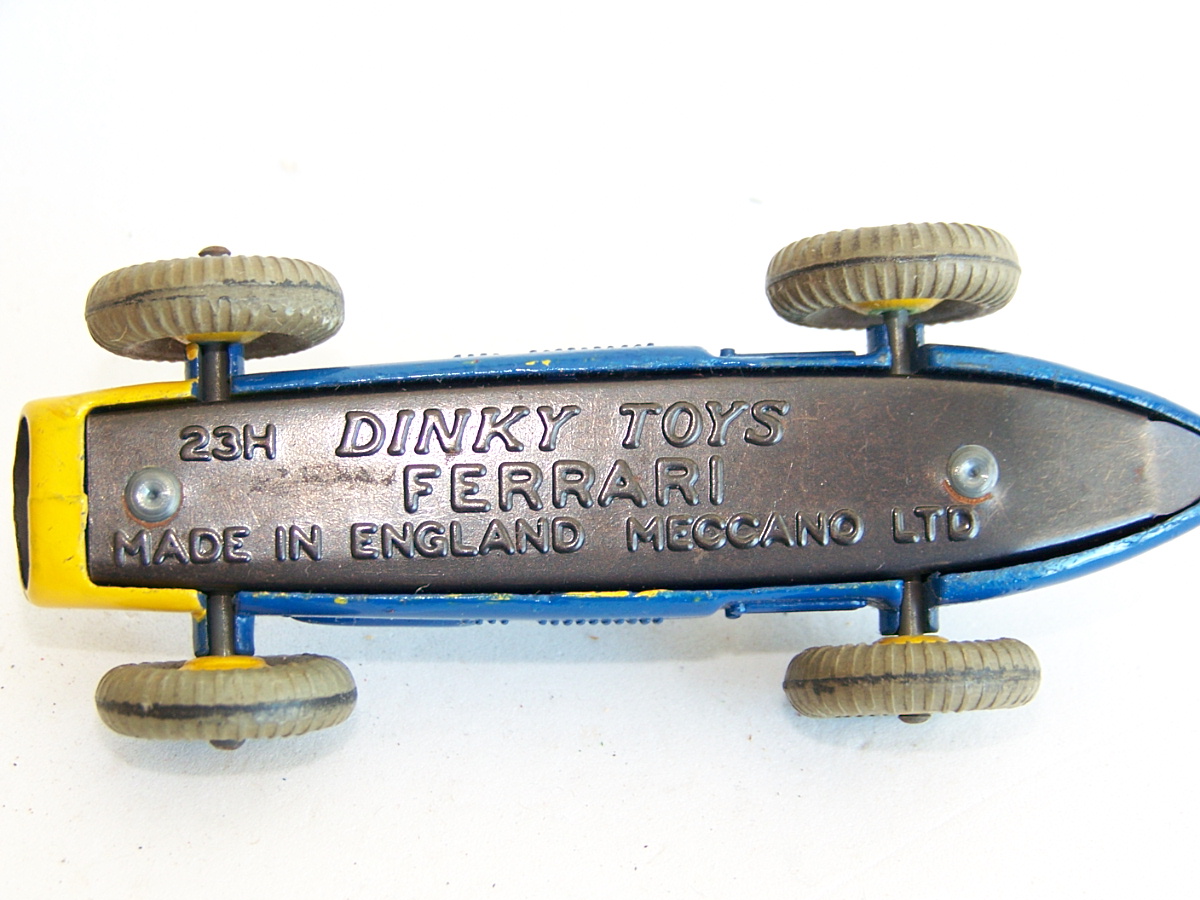 23H DINKY TOYS
FERRARI
MADE IN ENGLAND MECCANO LTD